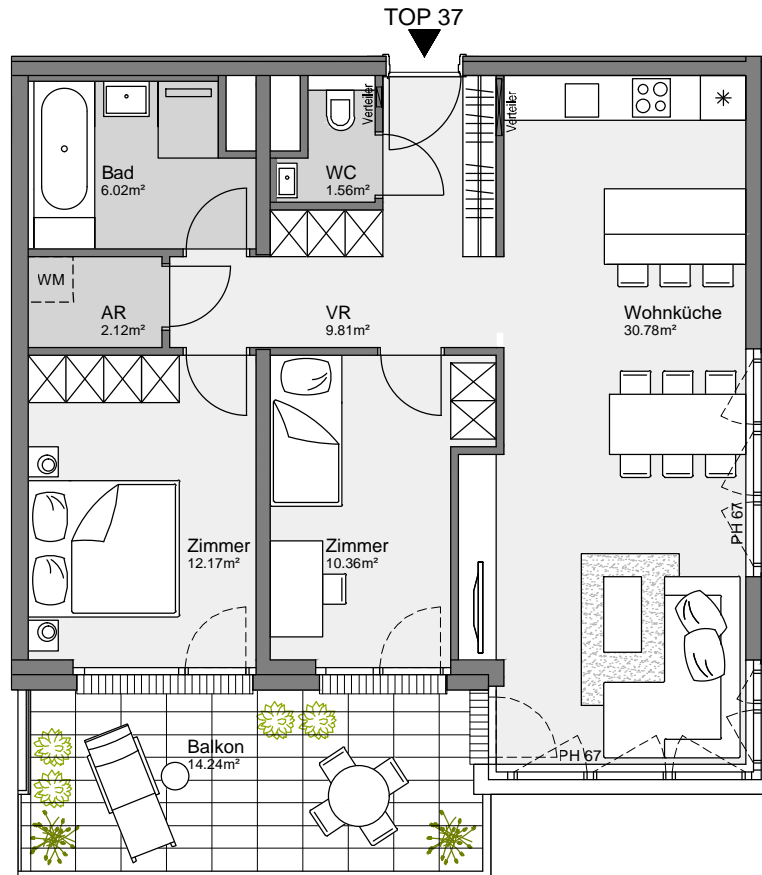 TOP 37
Verteiler
Verteiler
Bad
6.02m²
WC
1.56m²
WM
AR
2.12m²
VR
9.81m²
Wohnküche
30.78m²
PH 67
Zimmer
12.17m²
Zimmer
10.36m²
Balkon
14.24m²
PH 67